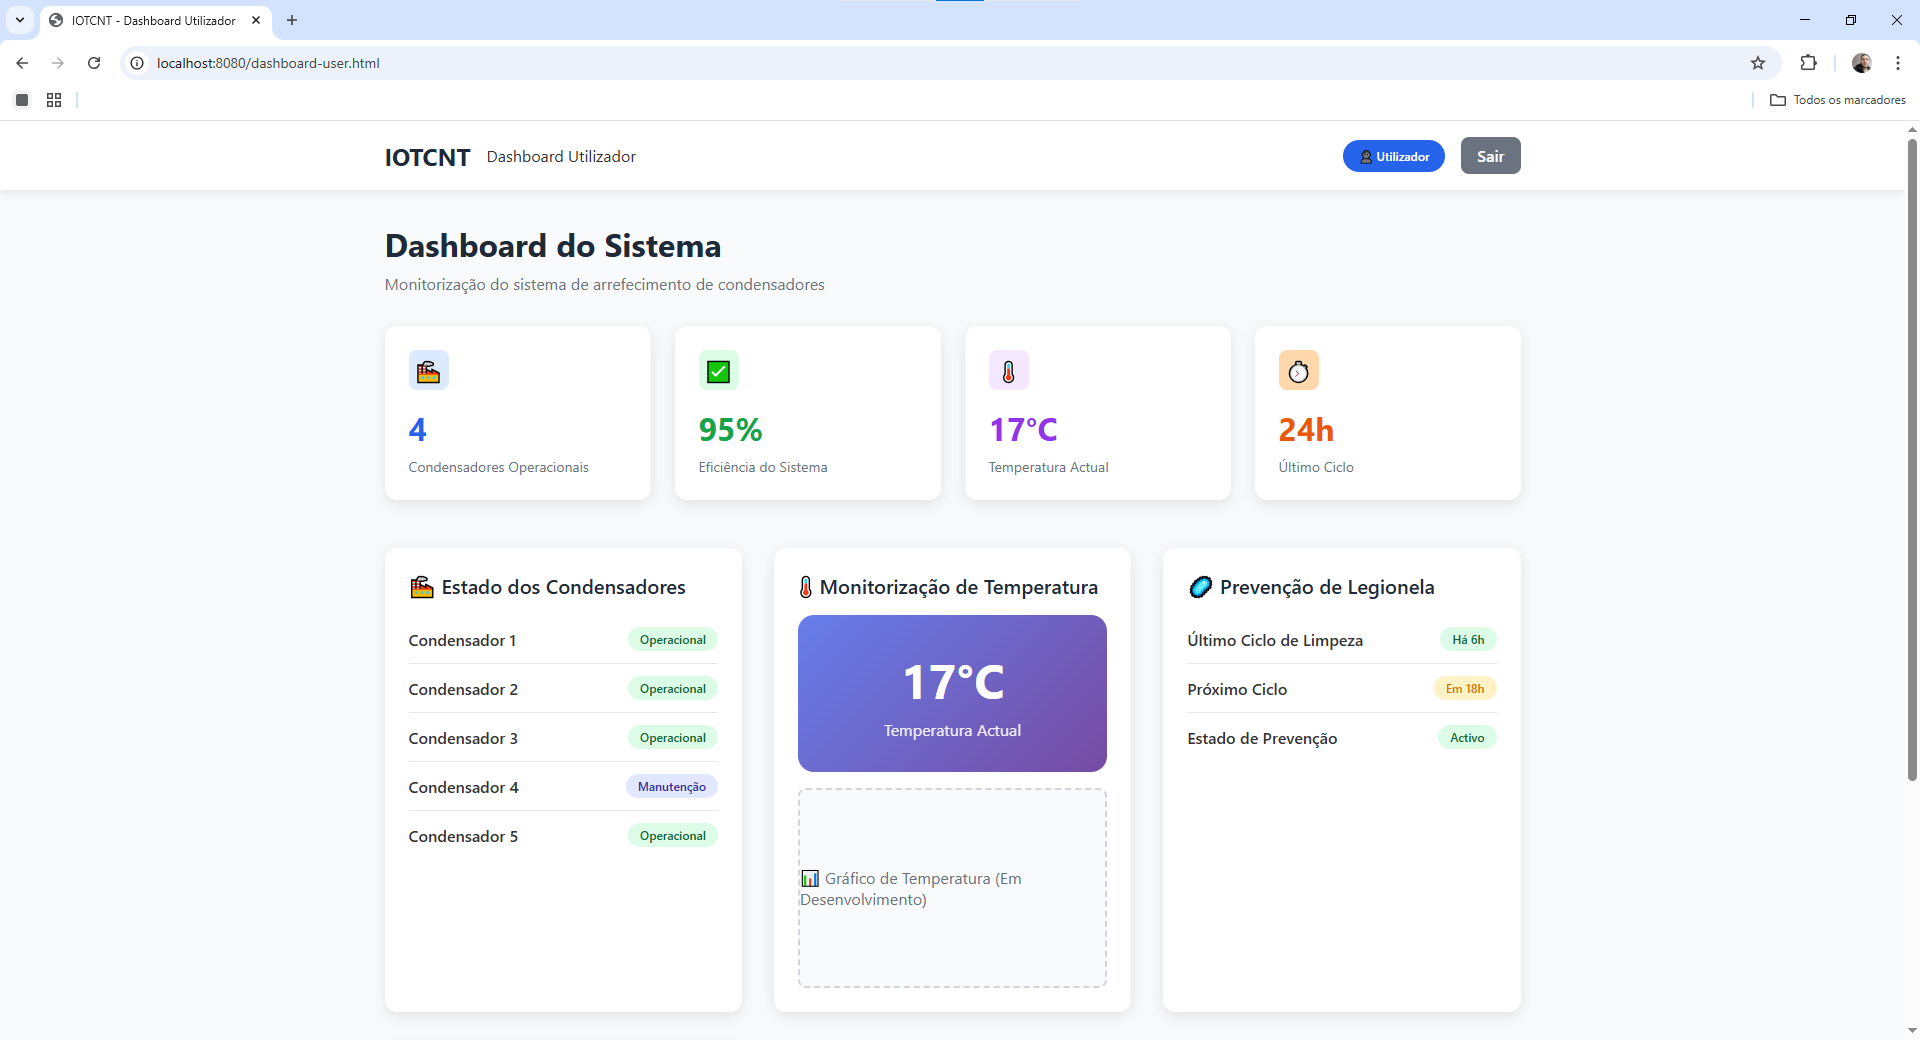 IOTCNT - Dashboard Utilizador
localhost:8080/dashboard-user.html
Todos os marcadores
IOTCNT Dashboard Utilizador
Utilizador
Sair
Dashboard do Sistema
Monitorização do sistema de arrefecimento de condensadores
4
Condensadores Operacionais
95%
Eficiência do Sistema
17°C
Temperatura Actual
24h
Último Ciclo
Estado dos Condensadores
Condensador 1 Operacional
Condensador 2 Operacional
Condensador 3 Operacional
Condensador 4 Manutenção
Condensador 5 Operacional
Monitorização de Temperatura
17°C
Temperatura Actual
Gráfico de Temperatura (Em
Desenvolvimento)
Prevenção de Legionela
Último Ciclo de Limpeza Há 6h
Próximo Ciclo Em 18h
Estado de Prevenção Activo